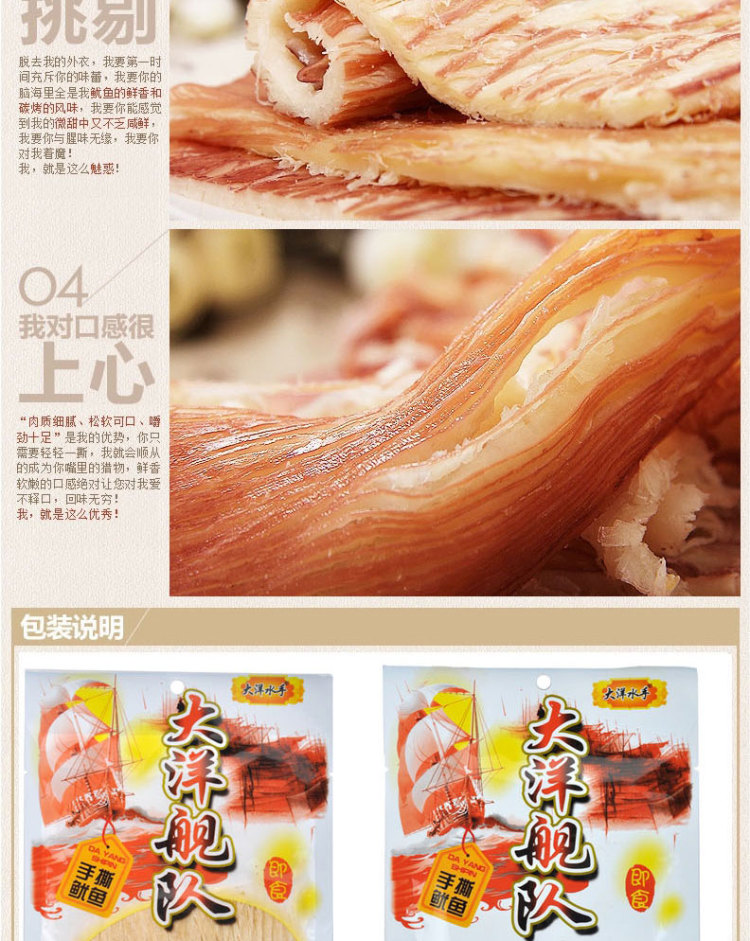 挑剔
脱去我的外衣，我要第一时
间充斥你的味蕾，我要你的
脑海里全是我鱿鱼的鲜香和
碳烤的风味，我要你能感觉
到我的微甜中又不乏咸鲜，
我要你与腥味无缘，我要你
对我着魔！
我，就是这么魅惑！
04
我对口感很
上心
“肉质细腻、松软可口、嚼
劲十足”是我的优势，你只
需要轻轻一撕，我就会顺从
的成为你嘴里的猎物，鲜香
软嫩的口感绝对让您对我爱
不释口，回味无穷！
我，就是这么优秀！
包装说明
大洋水手
大洋舰队
DA YANG
SHIPIN
手撕
鱿鱼
即食
大洋水手
大洋舰队
DA YANG
SHIPIN
手撕
鱿鱼
即食